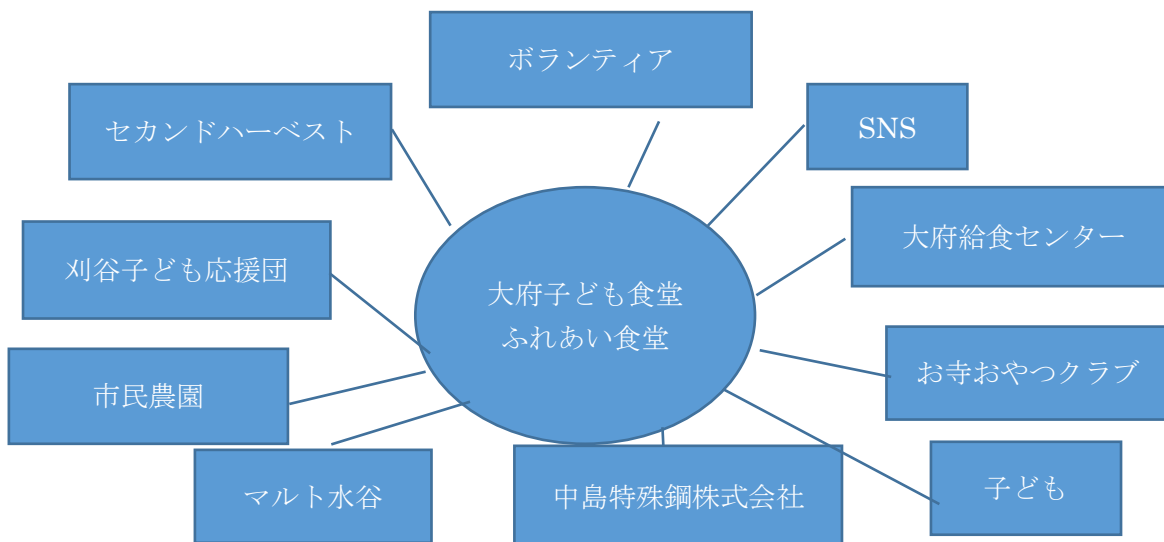 ボランティア
セカンドハーベスト
SNS
大府給食センター
刈谷子ども応援団
大府子ども食堂
ふれあい食堂
お寺おやつクラブ
市民農園
マルト水谷
中島特殊鋼株式会社
子ども